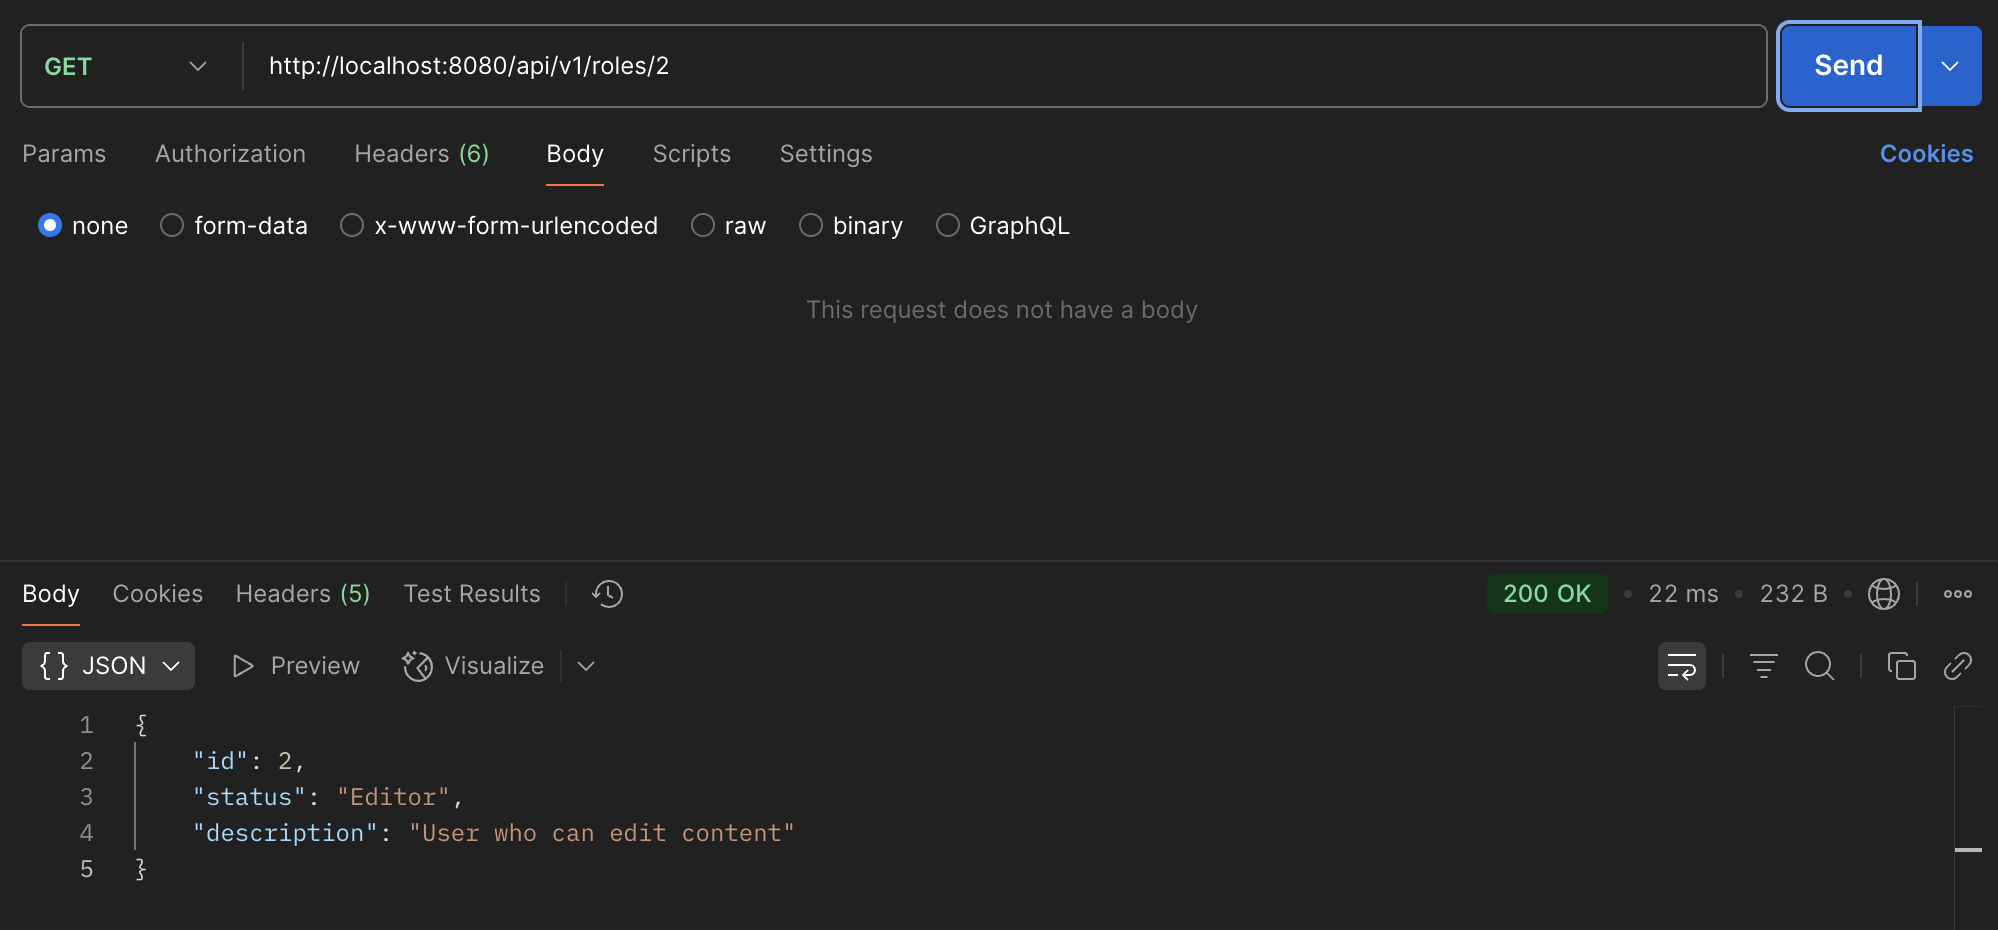 GET http://localhost:8080/api/v1/roles/2 Send
Params Authorization Headers (6) Body Scripts Settings Cookies
none form-data x-www-form-urlencoded raw binary GraphQL
This request does not have a body
Body Cookies Headers (5) Test Results 200 OK • 22 ms • 232 B •
{} JSON Preview Visualize
1 {
2 "id": 2,
3 "status": "Editor",
4 "description": "User who can edit content"
5 }